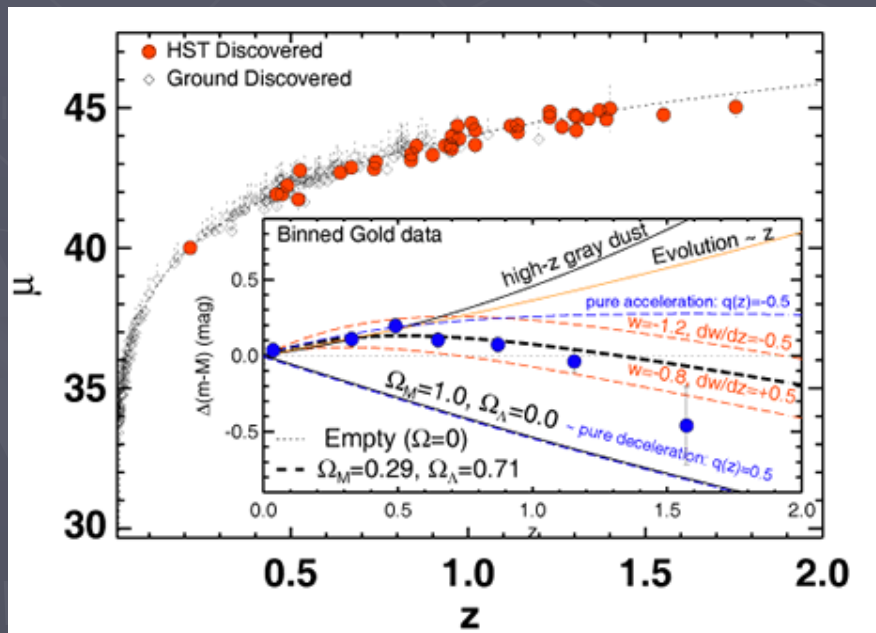 HST Discovered
Ground Discovered
45
40
35
30
μ
0.5 1.0 1.5 2.0
z
Binned Gold data
high-z gray dust
Evolution ~ z
pure acceleration: q(z)=-0.5
w=-1.2, dw/dz=-0.5
w=-0.8, dw/dz=+0.5
Ω_M=1.0, Ω_Λ=0.0
~ pure deceleration: q(z)=0.5
Empty (Ω=0)
Ω_M=0.29, Ω_Λ=0.71
Δ(m-M) (mag)
0.5
0.0
-0.5
0.0 0.5 1.0 1.5 2.0
z